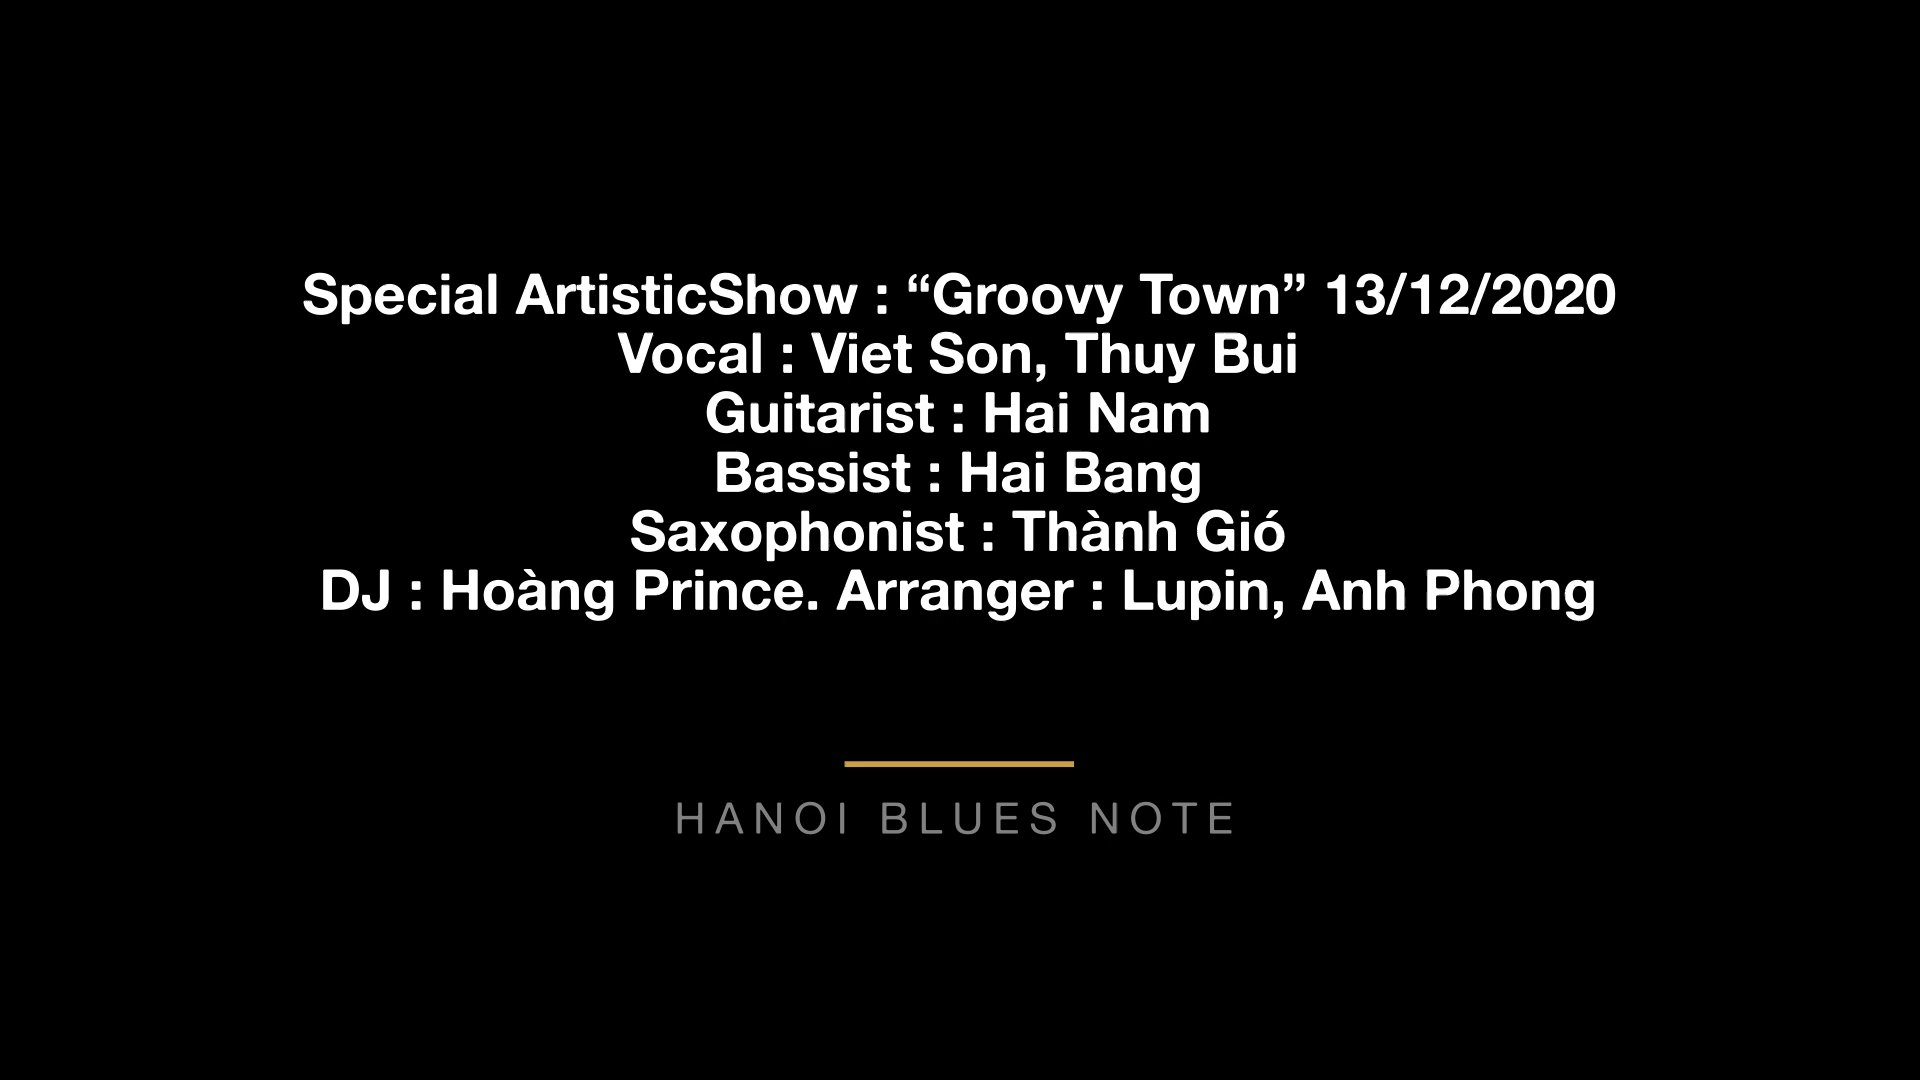 Special ArtisticShow : “Groovy Town” 13/12/2020
Vocal : Viet Son, Thuy Bui
Guitarist : Hai Nam
Bassist : Hai Bang
Saxophonist : Thành Gió
DJ : Hoàng Prince. Arranger : Lupin, Anh Phong
HANOI BLUES NOTE